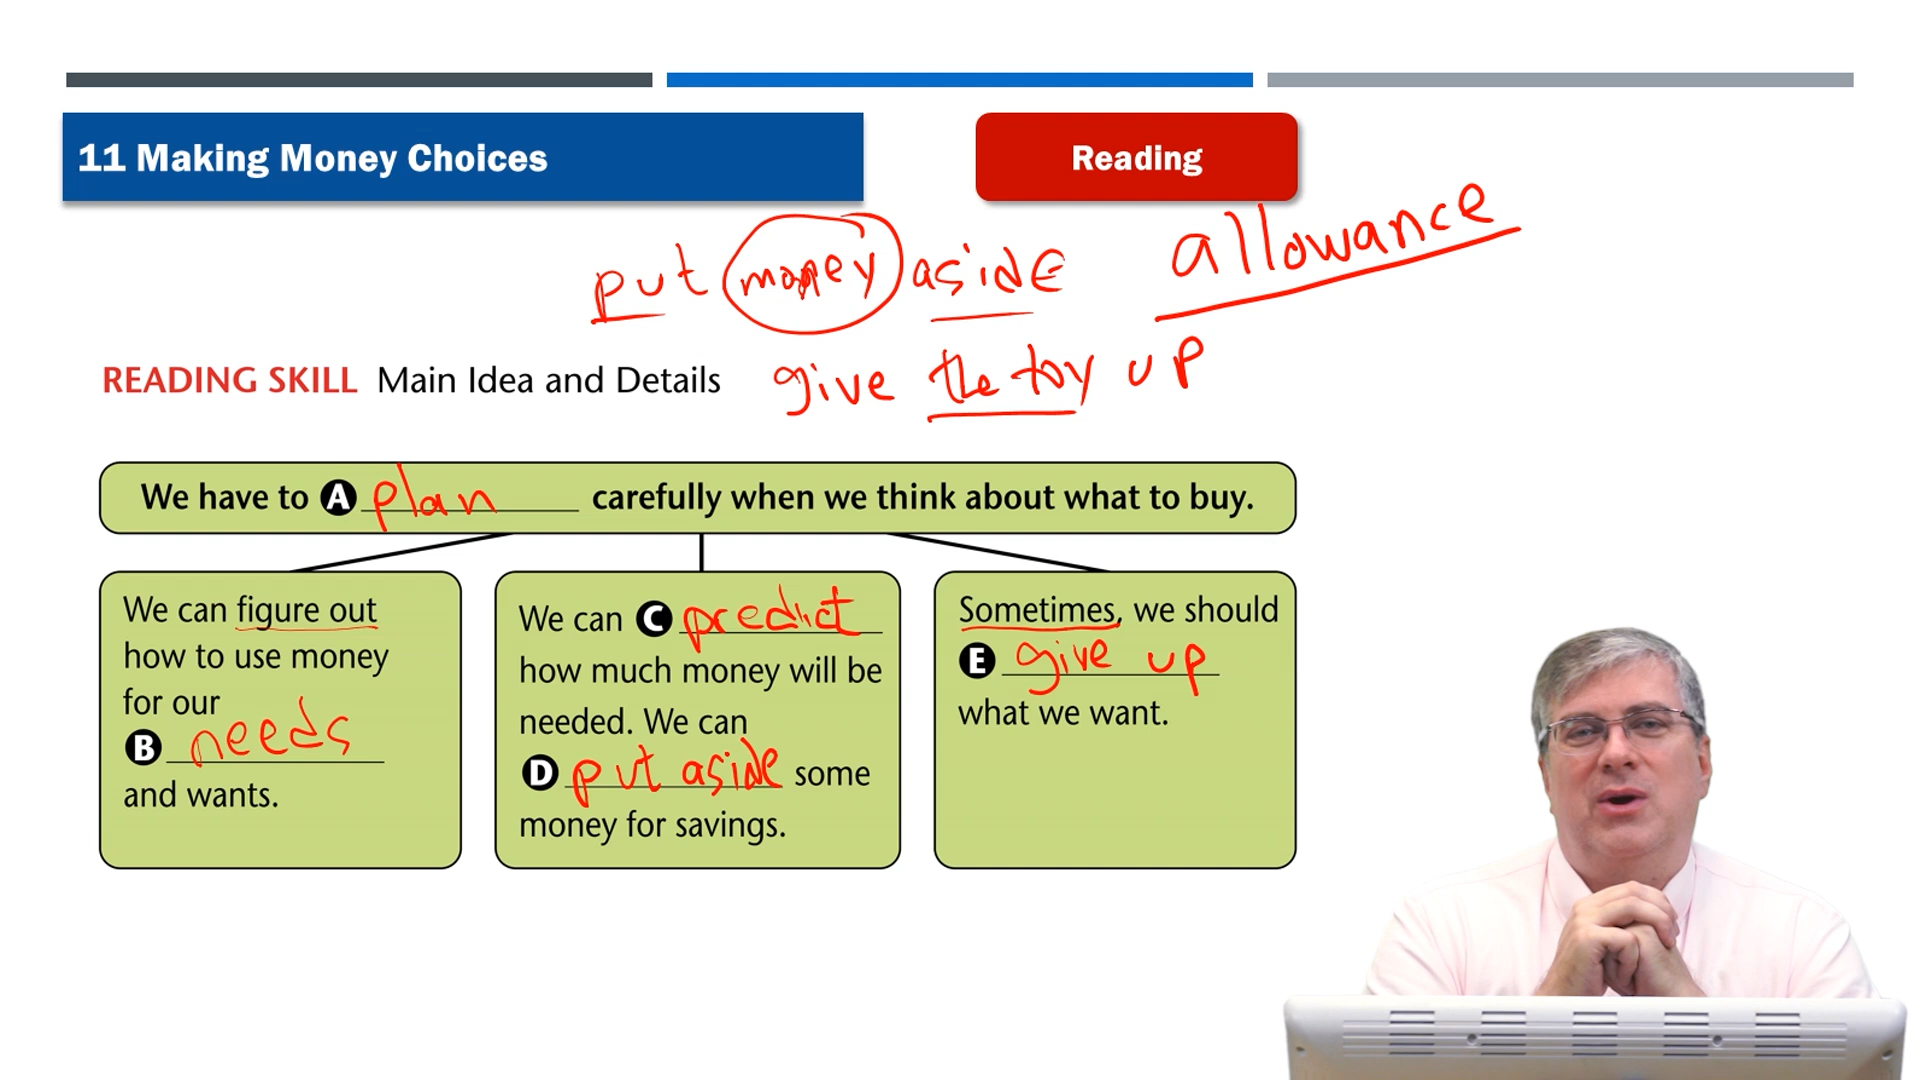 11 Making Money Choices
Reading
put money aside
allowance
give the toy up
READING SKILL Main Idea and Details
We have to A plan carefully when we think about what to buy.
We can figure out
how to use money
for our
B needs
and wants.
We can C predict
how much money will be
needed. We can
D put aside some
money for savings.
Sometimes, we should
E give up
what we want.